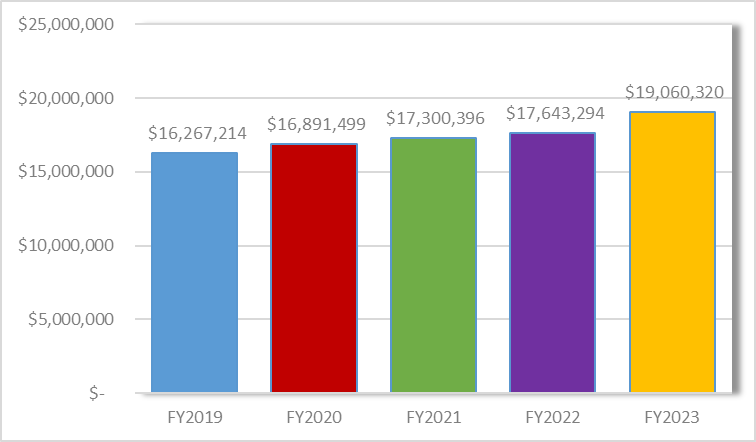 $25,000,000
$20,000,000
$15,000,000
$10,000,000
$5,000,000
$-
$16,267,214
$16,891,499
$17,300,396
$17,643,294
$19,060,320
FY2019
FY2020
FY2021
FY2022
FY2023